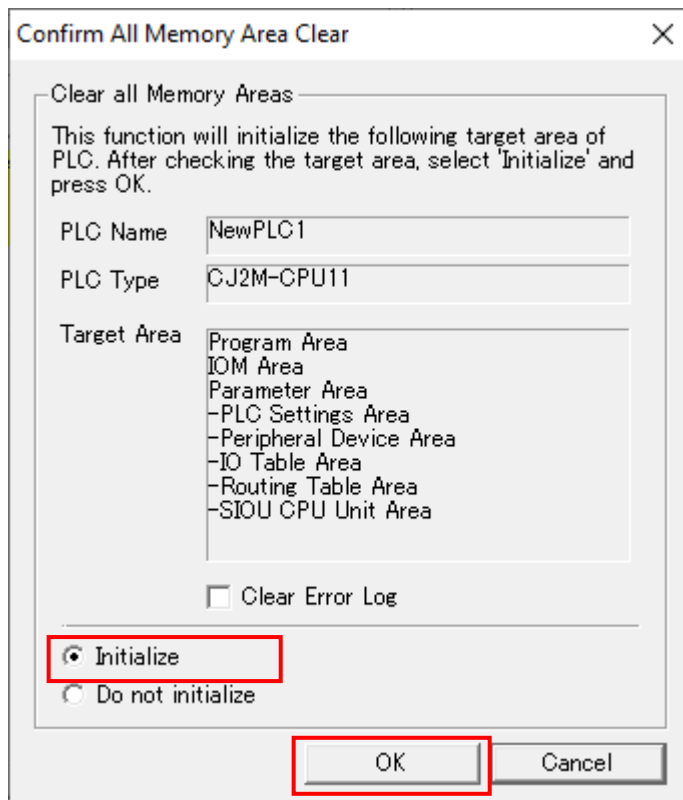 Confirm All Memory Area Clear
Clear all Memory Areas
This function will initialize the following target area of
PLC. After checking the target area, select 'Initialize' and
press OK.
PLC Name NewPLC1
PLC Type CJ2M-CPU11
Target Area Program Area
IOM Area
Parameter Area
-PLC Settings Area
-Peripheral Device Area
-IO Table Area
-Routing Table Area
-SIOU CPU Unit Area
Clear Error Log
Initialize
Do not initialize
OK Cancel